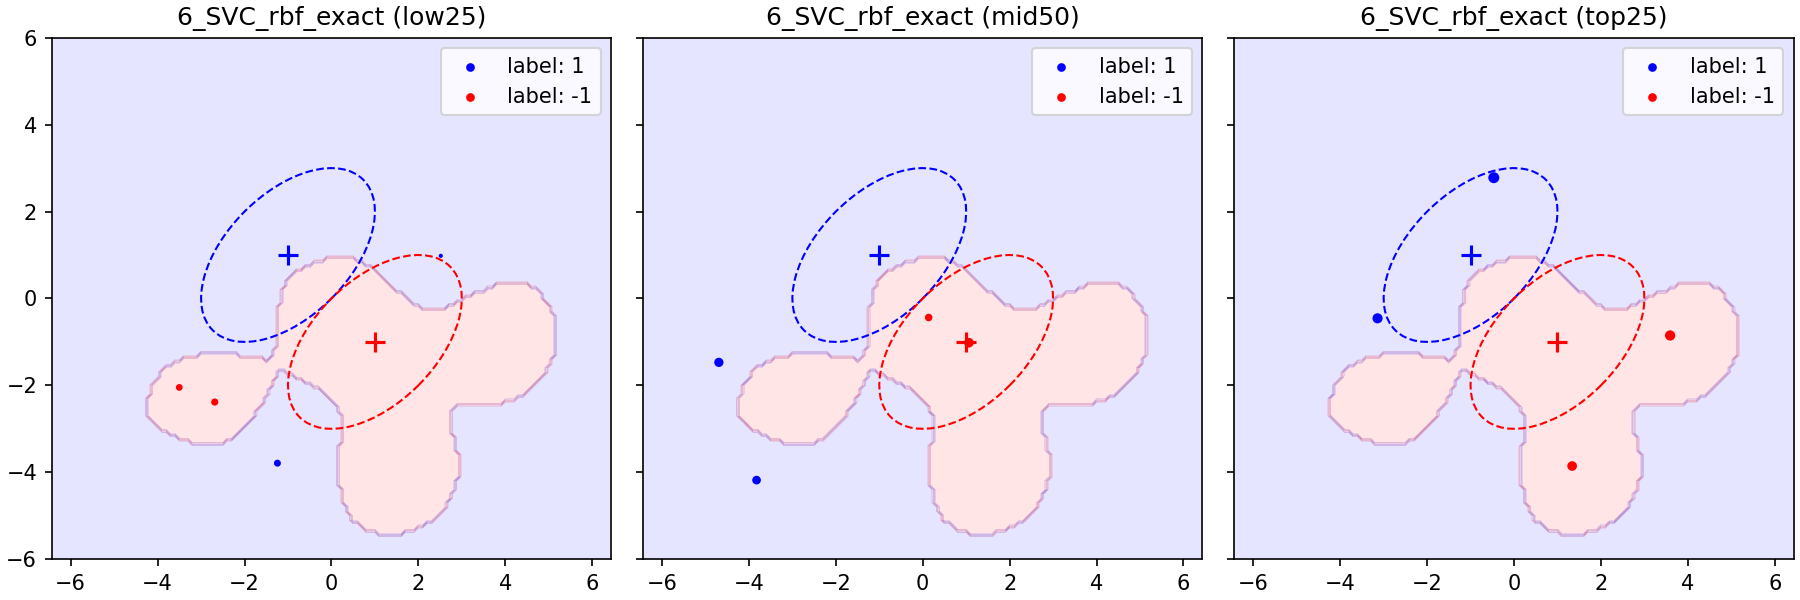 6_SVC_rbf_exact (low25)
6_SVC_rbf_exact (mid50)
6_SVC_rbf_exact (top25)
label: 1
label: -1
label: 1
label: -1
label: 1
label: -1
6
4
2
0
−2
−4
−6
−6 −4 −2 0 2 4 6
−6 −4 −2 0 2 4 6
−6 −4 −2 0 2 4 6